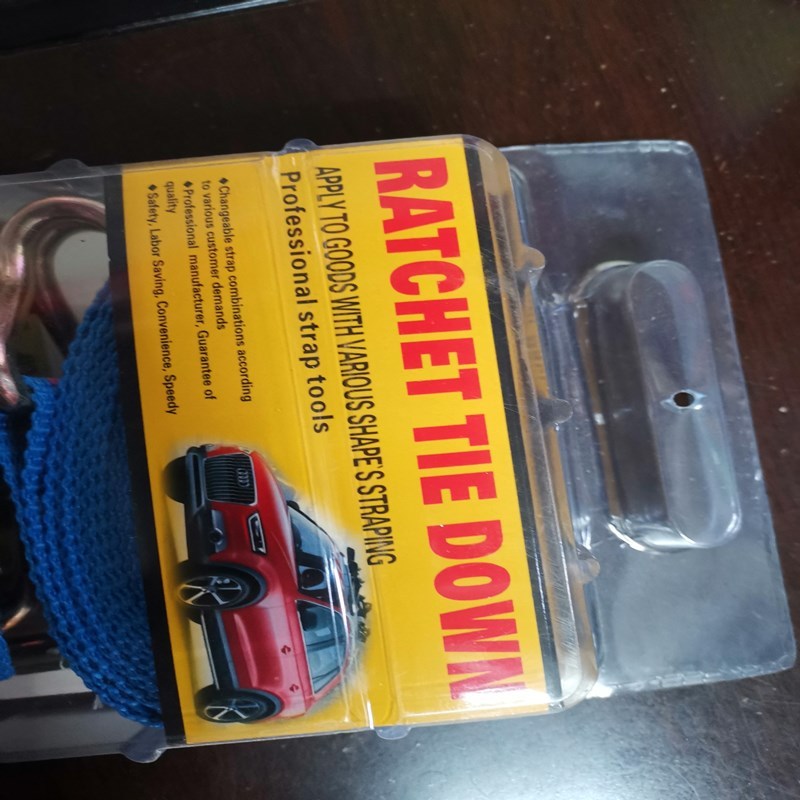 RATCHET TIE DOWN
APPLY TO GOODS WITH VARIOUS SHAPE'S STRAPING
Professional strap tools
◆Changeable strap combinations according
to various customer demands
◆Professional manufacturer, Guarantee of
quality
◆Safety, Labor Saving, Convenience, Speedy